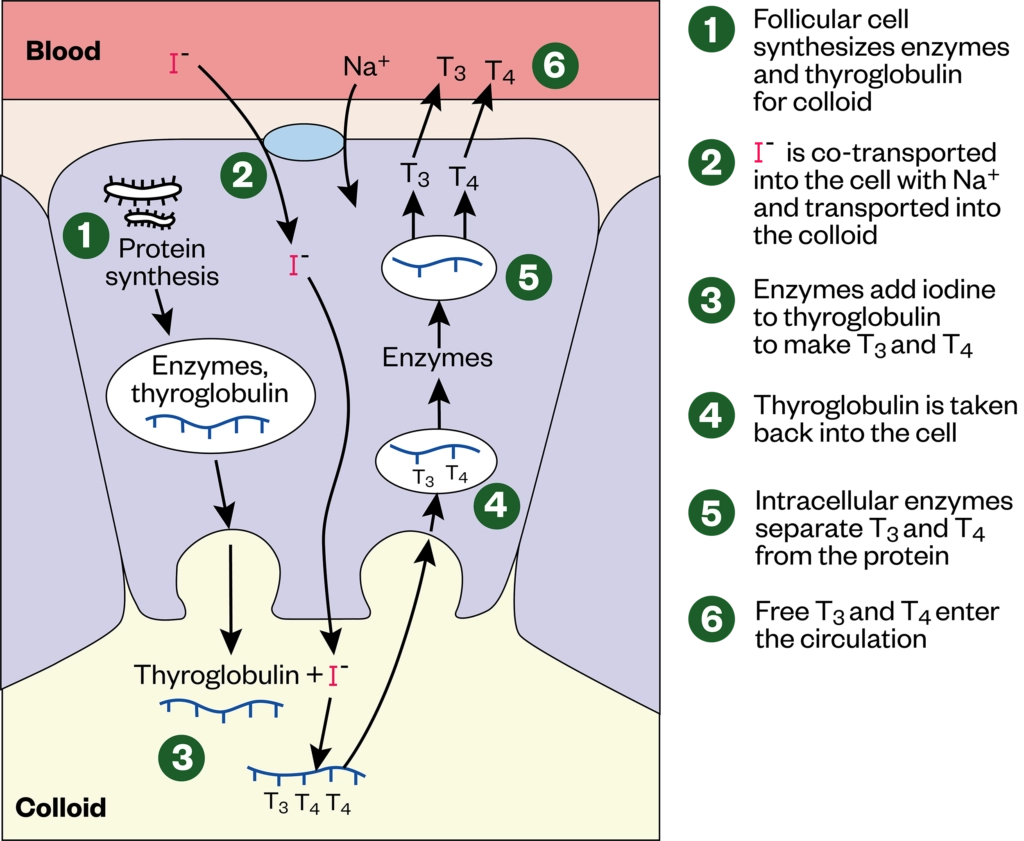 Blood
I⁻
Na⁺
T₃
T₄
6
2
T₃
T₄
1
Protein
synthesis
I⁻
5
Enzymes
Enzymes,
thyroglobulin
T₃
T₄
4
Thyroglobulin + I⁻
3
T₃ T₄ T₄
Colloid
1
Follicular cell
synthesizes enzymes
and thyroglobulin
for colloid
2
I⁻ is co-transported
into the cell with Na⁺
and transported into
the colloid
3
Enzymes add iodine
to thyroglobulin
to make T₃ and T₄
4
Thyroglobulin is taken
back into the cell
5
Intracellular enzymes
separate T₃ and T₄
from the protein
6
Free T₃ and T₄ enter
the circulation